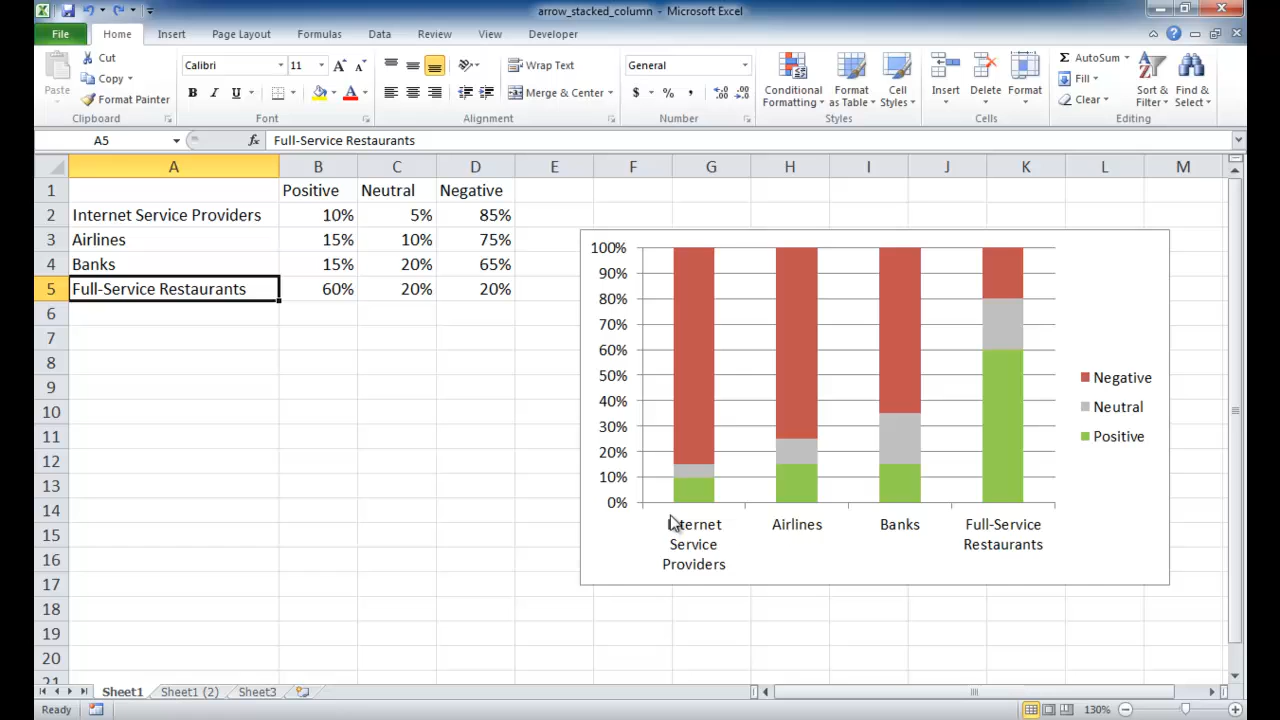 arrow_stacked_column - Microsoft Excel
File Home Insert Page Layout Formulas Data Review View Developer
Paste
Cut
Copy
Format Painter
Clipboard
Calibri 11
B I U
Font
Wrap Text
Merge & Center
Alignment
General
$ % ,
Number
Conditional Formatting
Format as Table
Cell Styles
Styles
Insert Delete Format
Cells
AutoSum
Fill
Clear
Sort & Filter
Find & Select
Editing
A5 fx Full-Service Restaurants
A B C D E F G H I J K L M
1 Positive Neutral Negative
2 Internet Service Providers 10% 5% 85%
3 Airlines 15% 10% 75%
4 Banks 15% 20% 65%
5 Full-Service Restaurants 60% 20% 20%
6
7
8
9
10
11
12
13
14
15
16
17
18
19
20
21
100%
90%
80%
70%
60%
50%
40%
30%
20%
10%
0%
Internet
Service
Providers
Airlines
Banks
Full-Service
Restaurants
Negative
Neutral
Positive
Sheet1 Sheet1 (2) Sheet3
Ready 130%